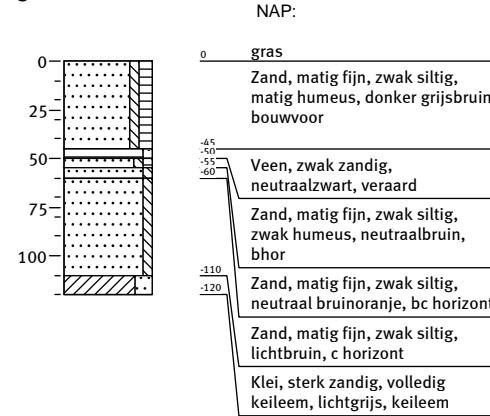 NAP:
0
25
50
75
100
0
gras
Zand, matig fijn, zwak siltig,
matig humeus, donker grijsbruin
bouwvoor
-45
-50
-55
-60
Veen, zwak zandig,
neutraalzwart, veraard
Zand, matig fijn, zwak siltig,
zwak humeus, neutraalbruin,
bhor
Zand, matig fijn, zwak siltig,
neutraal bruinoranje, bc horizont
-110
-120
Zand, matig fijn, zwak siltig,
lichtbruin, c horizont
Klei, sterk zandig, volledig
keileem, lichtgrijs, keileem